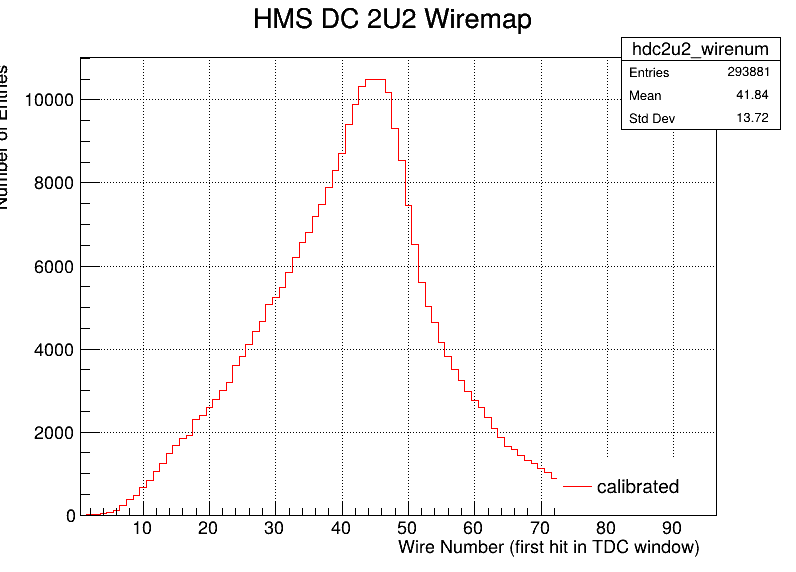 HMS DC 2U2 Wiremap
hdc2u2_wirenum
Entries 293881
Mean 41.84
Std Dev 13.72
Number of Entries
10000
8000
6000
4000
2000
0
calibrated
10 20 30 40 50 60 70 80 90
Wire Number (first hit in TDC window)